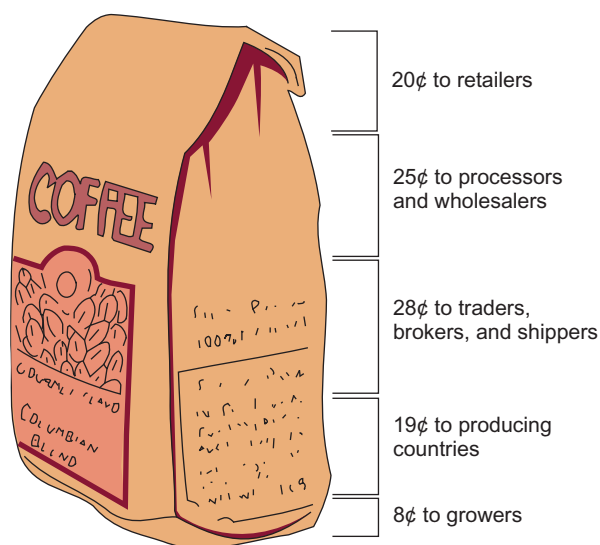 20¢ to retailers
COFFEE
25¢ to processors
and wholesalers
28¢ to traders,
brokers, and shippers
100%
COLUMBIAN
BLEND
19¢ to producing
countries
8¢ to growers